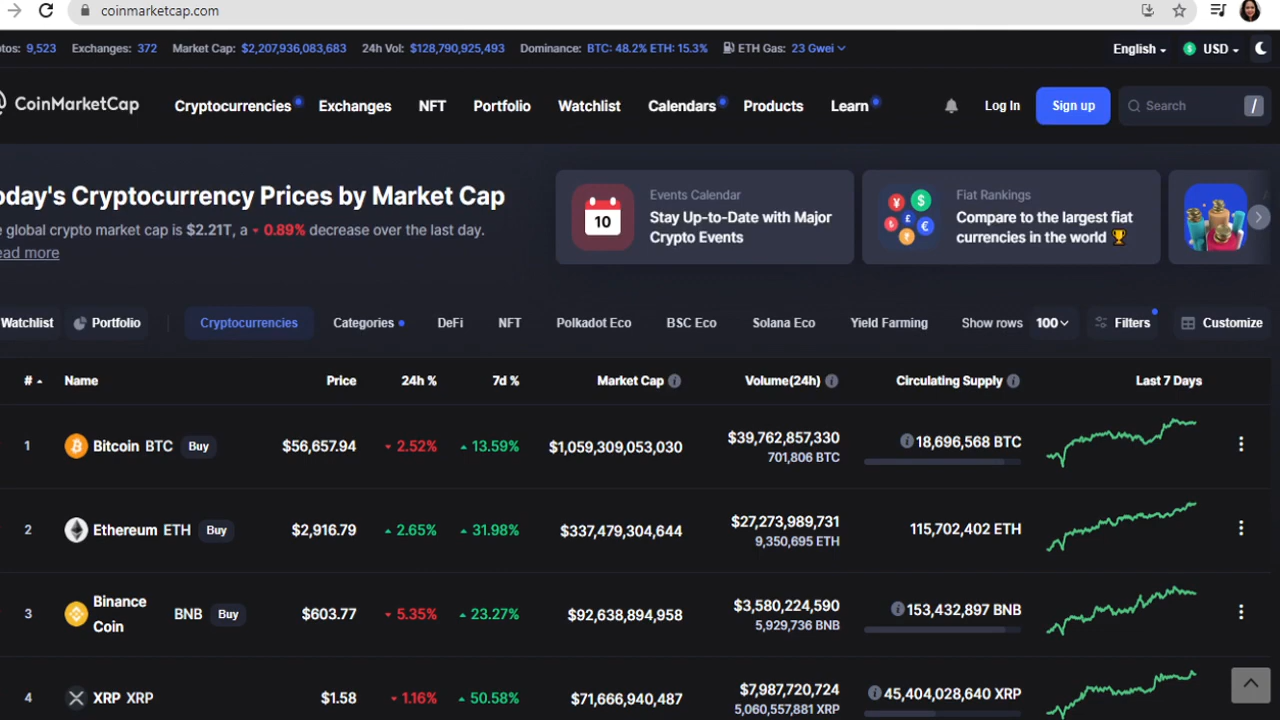 coinmarketcap.com
9,523 Exchanges: 372 Market Cap: $2,207,936,083,683 24h Vol: $128,790,925,493 Dominance: BTC: 48.2% ETH: 15.3% ETH Gas: 23 Gwei English USD
CoinMarketCap Cryptocurrencies Exchanges NFT Portfolio Watchlist Calendars Products Learn Log In Sign up Search /
oday's Cryptocurrency Prices by Market Cap
e global crypto market cap is $2.21T, a 0.89% decrease over the last day.
ead more
10
Events Calendar
Stay Up-to-Date with Major
Crypto Events
Fiat Rankings
Compare to the largest fiat
currencies in the world 🏆
Watchlist Portfolio Cryptocurrencies Categories DeFi NFT Polkadot Eco BSC Eco Solana Eco Yield Farming Show rows 100 Filters Customize
# Name Price 24h % 7d % Market Cap Volume(24h) Circulating Supply Last 7 Days
1 Bitcoin BTC Buy $56,657.94 2.52% 13.59% $1,059,309,053,030 $39,762,857,330 18,696,568 BTC
701,806 BTC
2 Ethereum ETH Buy $2,916.79 2.65% 31.98% $337,479,304,644 $27,273,989,731 115,702,402 ETH
9,350,695 ETH
3 Binance Coin BNB Buy $603.77 5.35% 23.27% $92,638,894,958 $3,580,224,590 153,432,897 BNB
5,929,736 BNB
4 XRP XRP $1.58 1.16% 50.58% $71,666,940,487 $7,987,720,724 45,404,028,640 XRP
5,060,557,881 XRP